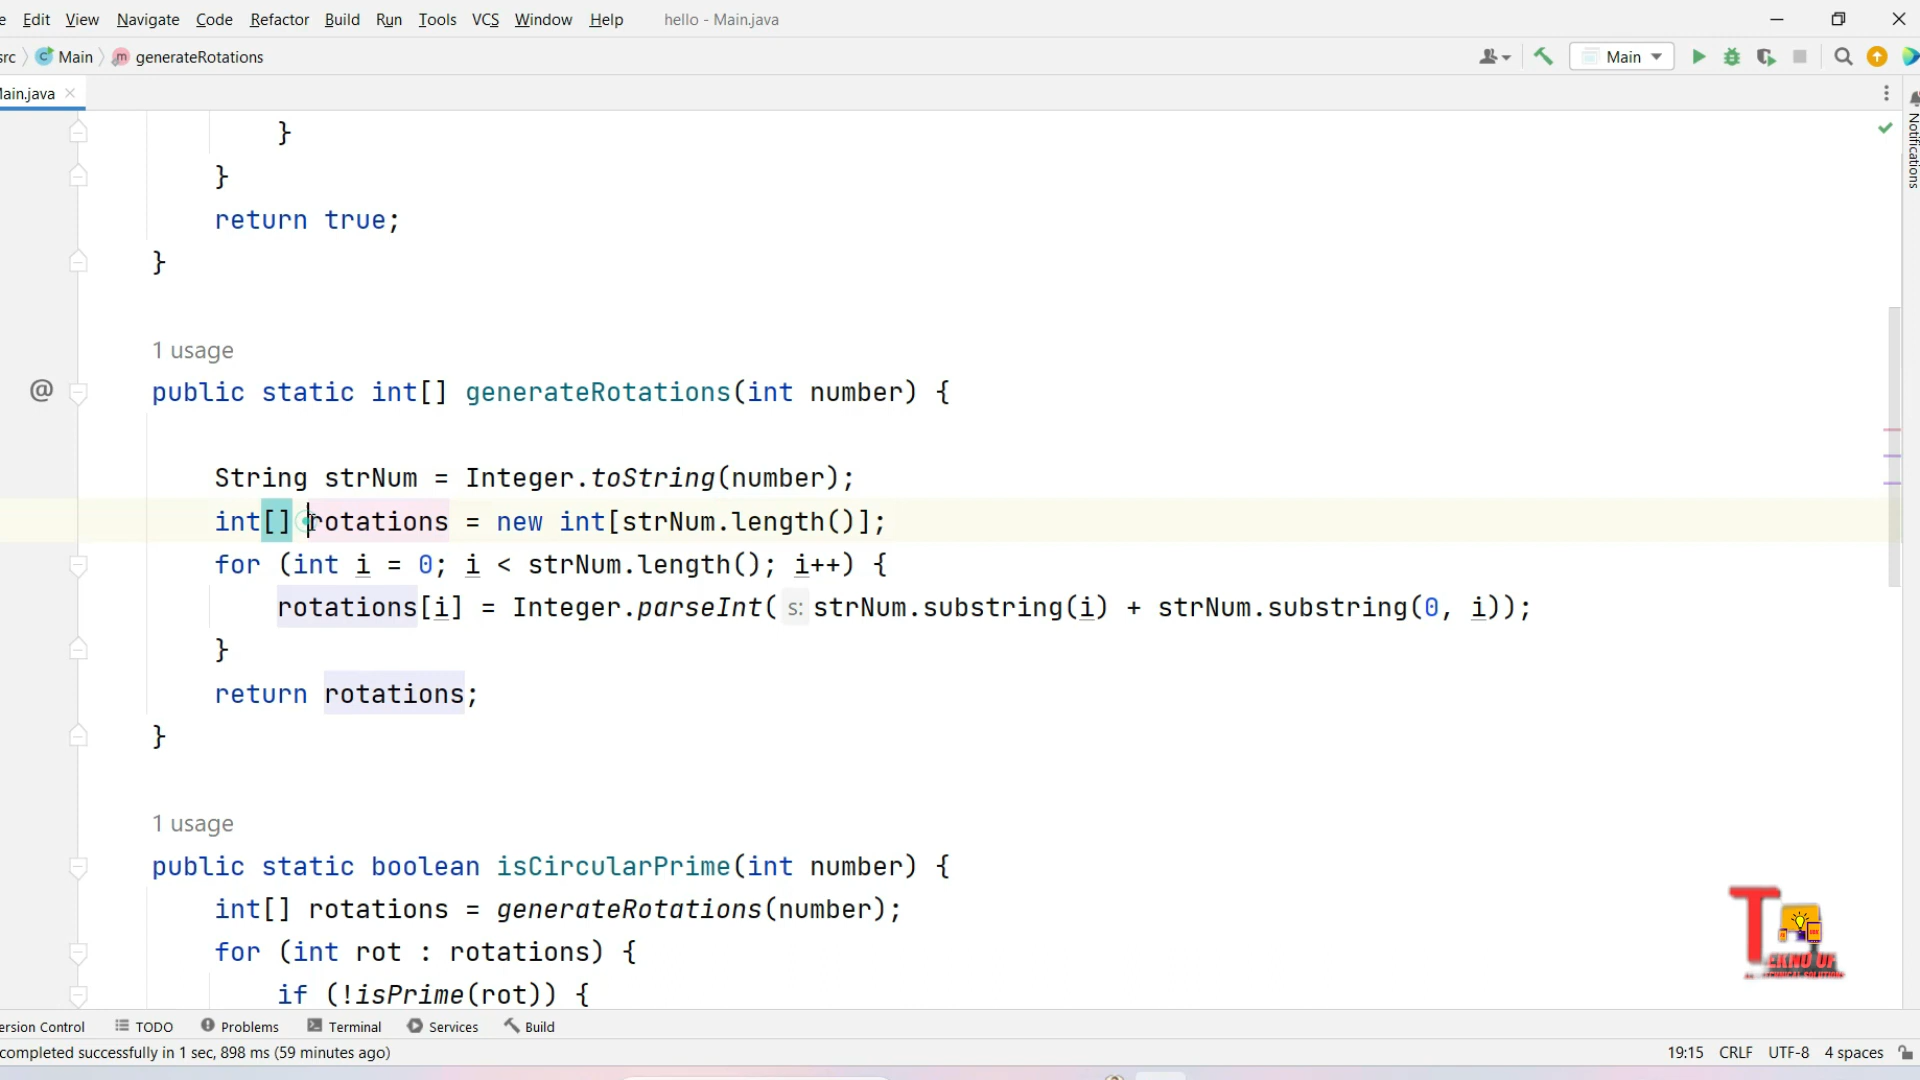 e Edit View Navigate Code Refactor Build Run Tools VCS Window Help hello - Main.java
src Main generateRotations Main
Main.java
Notifications
}
}
return true;
}
1 usage
@ public static int[] generateRotations(int number) {
String strNum = Integer.toString(number);
int[] rotations = new int[strNum.length()];
for (int i = 0; i < strNum.length(); i++) {
rotations[i] = Integer.parseInt( s: strNum.substring(i) + strNum.substring(0, i));
}
return rotations;
}
1 usage
public static boolean isCircularPrime(int number) {
int[] rotations = generateRotations(number);
for (int rot : rotations) {
if (!isPrime(rot)) {
ersion Control TODO Problems Terminal Services Build
completed successfully in 1 sec, 898 ms (59 minutes ago) 19:15 CRLF UTF-8 4 spaces